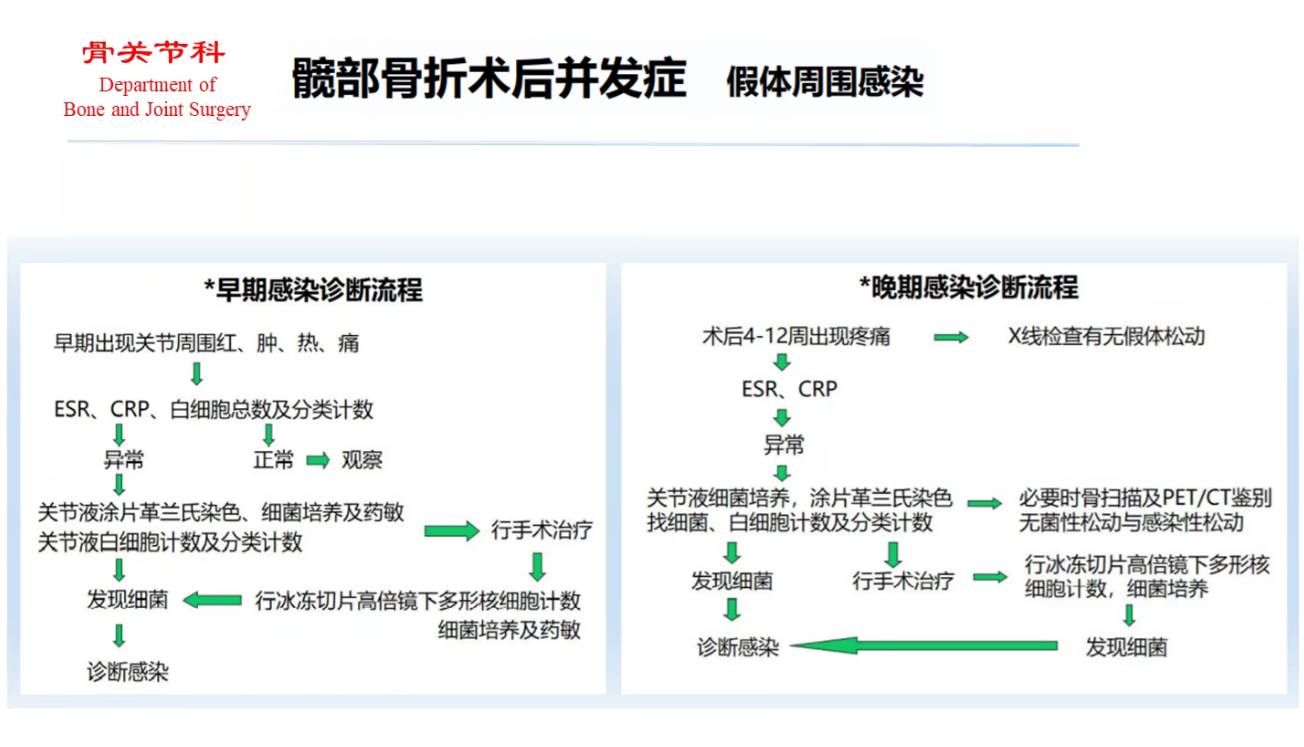 骨关节科
Department of
Bone and Joint Surgery
髋部骨折术后并发症 假体周围感染
*早期感染诊断流程
早期出现关节周围红、肿、热、痛
ESR、CRP、白细胞总数及分类计数
异常
正常
观察
关节液涂片革兰氏染色、细菌培养及药敏
关节液白细胞计数及分类计数
行手术治疗
发现细菌
行冰冻切片高倍镜下多形核细胞计数
细菌培养及药敏
诊断感染
*晚期感染诊断流程
术后4-12周出现疼痛
X线检查有无假体松动
ESR、CRP
异常
关节液细菌培养，涂片革兰氏染色
找细菌、白细胞计数及分类计数
必要时骨扫描及PET/CT鉴别
无菌性松动与感染性松动
发现细菌
行手术治疗
行冰冻切片高倍镜下多形核
细胞计数，细菌培养
诊断感染
发现细菌